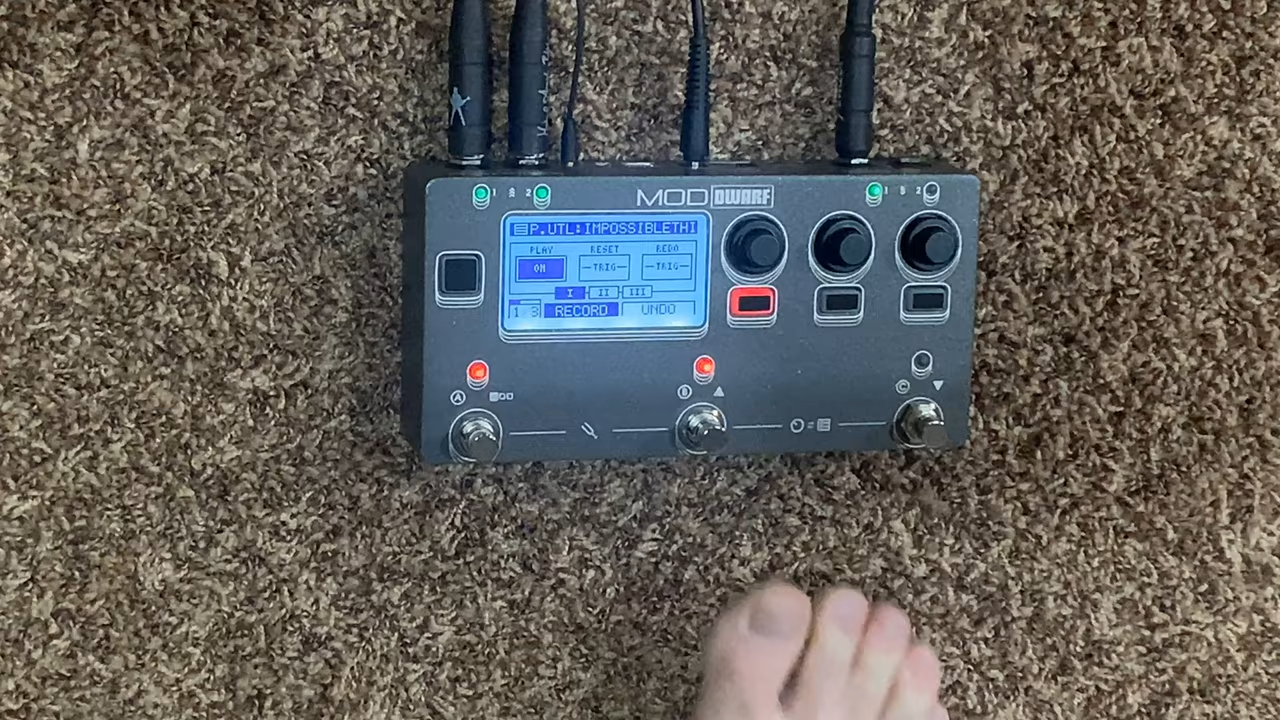 1 2
MOD DWARF
1 2
P.UTL:IMPOSSIBLETHI
PLAY RESET REDO
ON TRIG TRIG
I II III
1 3 RECORD UNDO
A B C